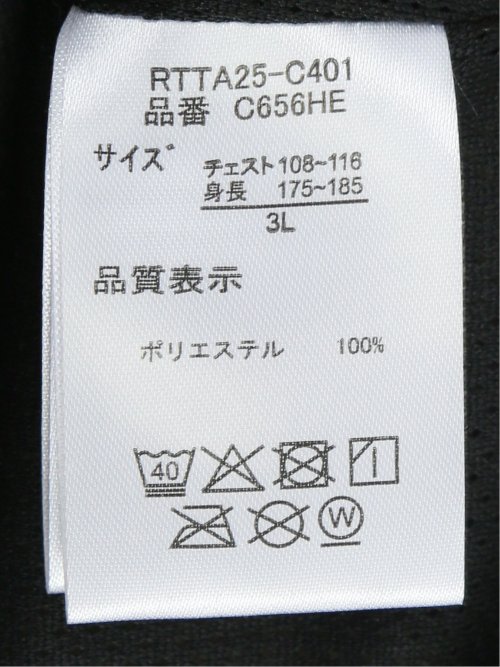 RTTA25-C401
品番 C656HE
サイズ チェスト108~116
身長 175~185
3L
品質表示
ポリエステル 100%
40
W